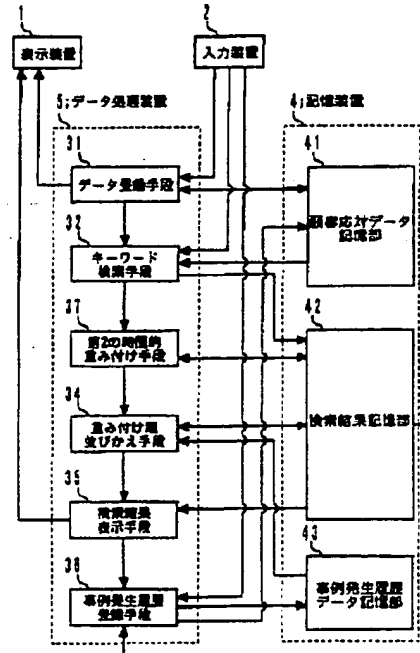 1
2
表示装置
入力装置
5;データ処理装置
4;記憶装置
31
データ登録手段
32
キーワード
検索手段
37
第2の時間的
重み付け手段
34
重み付け順
並びかえ手段
35
検索結果
表示手段
36
事例発生履歴
登録手段
41
顧客応対データ
記憶部
42
検索結果記憶部
43
事例発生履歴
データ記憶部